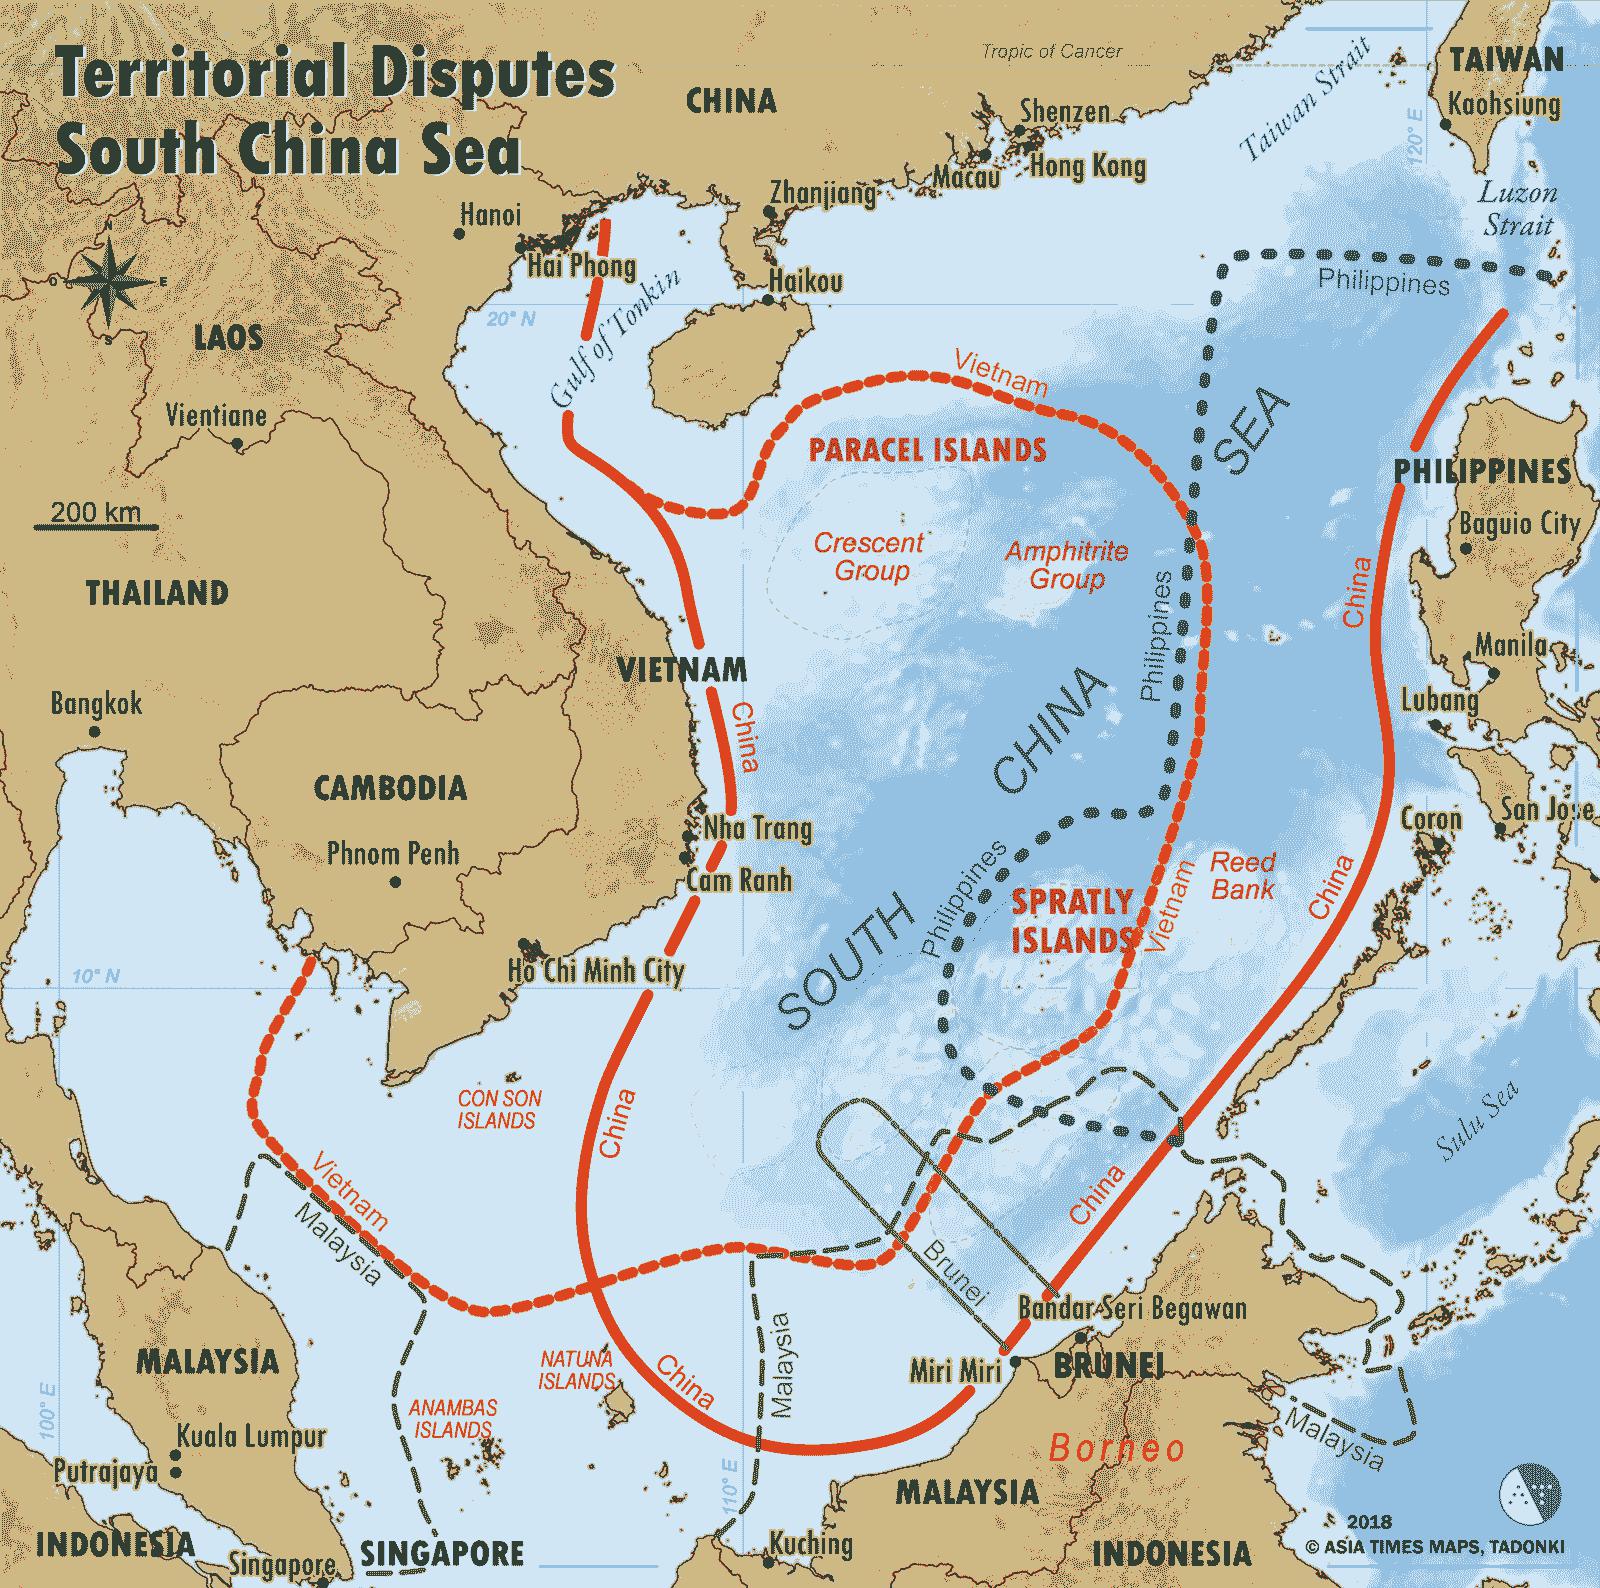 Territorial Disputes
South China Sea
Tropic of Cancer
TAIWAN
CHINA
Kaohsiung
Shenzen
Taiwan Strait
120° E
Hong Kong
Macau
Zhanjiang
Luzon
Strait
Hanoi
Hai Phong
N
O
E
S
Haikou
Philippines
Gulf of Tonkin
20° N
LAOS
Vietnam
SEA
Vientiane
PARACEL ISLANDS
PHILIPPINES
200 km
Baguio City
Crescent
Group
Amphitrite
Group
China
THAILAND
Philippines
Manila
VIETNAM
Lubang
Bangkok
China
CHINA
CAMBODIA
San Jose
Coron
Nha Trang
Phnom Penh
Philippines
Reed
Bank
China
Cam Ranh
SPRATLY
ISLANDS
Vietnam
SOUTH
Ho Chi Minh City
10° N
CON SON
ISLANDS
China
Sulu Sea
Vietnam
Malaysia
China
Brunei
Bandar Seri Begawan
MALAYSIA
NATUNA
ISLANDS
China
Malaysia
Miri Miri
BRUNEI
100° E
ANAMBAS
ISLANDS
Kuala Lumpur
Borneo
Malaysia
Putrajaya
110° E
MALAYSIA
INDONESIA
Singapore
SINGAPORE
Kuching
INDONESIA
2018
© ASIA TIMES MAPS, TADONKI